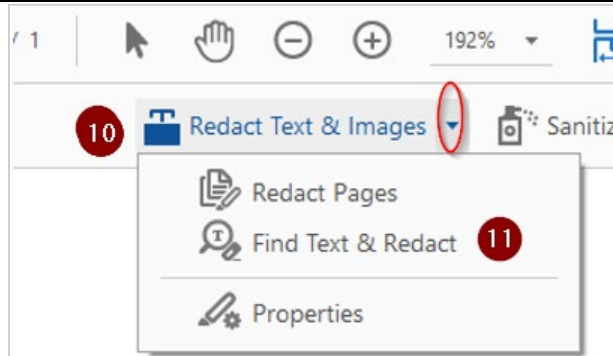 / 1 192%
10 Redact Text & Images Sanitiz
Redact Pages
Find Text & Redact 11
Properties